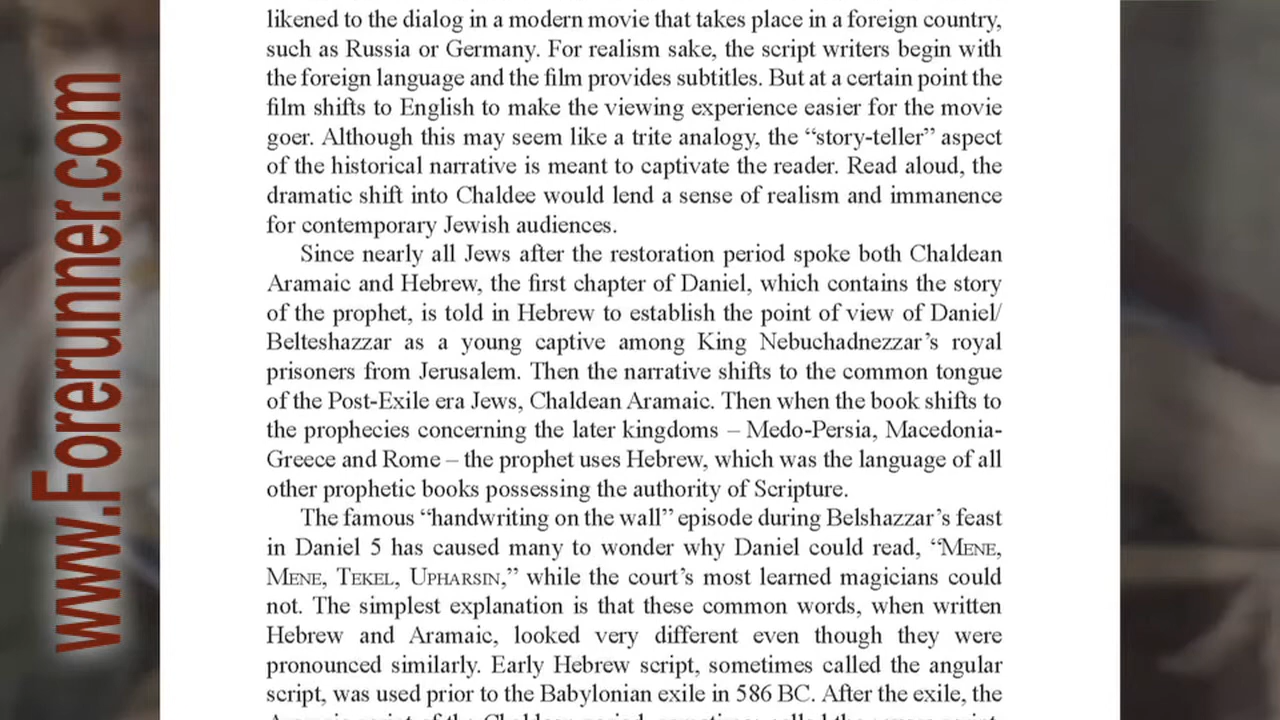 www.Forerunner.com
likened to the dialog in a modern movie that takes place in a foreign country,
such as Russia or Germany. For realism sake, the script writers begin with
the foreign language and the film provides subtitles. But at a certain point the
film shifts to English to make the viewing experience easier for the movie
goer. Although this may seem like a trite analogy, the “story-teller” aspect
of the historical narrative is meant to captivate the reader. Read aloud, the
dramatic shift into Chaldee would lend a sense of realism and immanence
for contemporary Jewish audiences.
Since nearly all Jews after the restoration period spoke both Chaldean
Aramaic and Hebrew, the first chapter of Daniel, which contains the story
of the prophet, is told in Hebrew to establish the point of view of Daniel/
Belteshazzar as a young captive among King Nebuchadnezzar’s royal
prisoners from Jerusalem. Then the narrative shifts to the common tongue
of the Post-Exile era Jews, Chaldean Aramaic. Then when the book shifts to
the prophecies concerning the later kingdoms – Medo-Persia, Macedonia-
Greece and Rome – the prophet uses Hebrew, which was the language of all
other prophetic books possessing the authority of Scripture.
The famous “handwriting on the wall” episode during Belshazzar’s feast
in Daniel 5 has caused many to wonder why Daniel could read, “MENE,
MENE, TEKEL, UPHARSIN,” while the court’s most learned magicians could
not. The simplest explanation is that these common words, when written
Hebrew and Aramaic, looked very different even though they were
pronounced similarly. Early Hebrew script, sometimes called the angular
script, was used prior to the Babylonian exile in 586 BC. After the exile, the